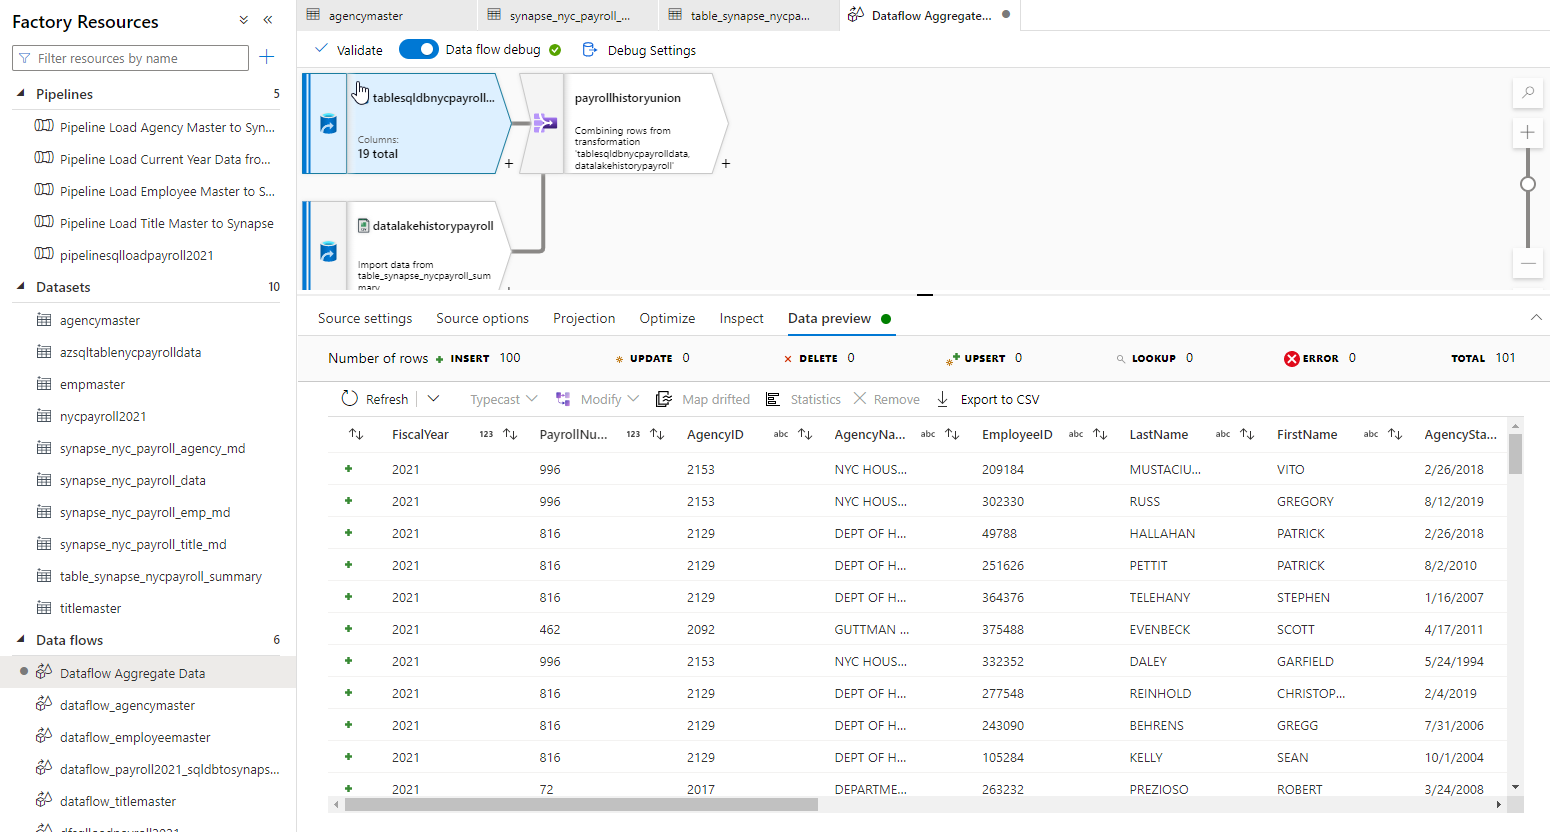 Factory Resources
Filter resources by name
Pipelines 5
Pipeline Load Agency Master to Syn...
Pipeline Load Current Year Data fro...
Pipeline Load Employee Master to S...
Pipeline Load Title Master to Synapse
pipelinesqlloadpayroll2021
Datasets 10
agencymaster
azsqltablenycpayrolldata
empmaster
nycpayroll2021
synapse_nyc_payroll_agency_md
synapse_nyc_payroll_data
synapse_nyc_payroll_emp_md
synapse_nyc_payroll_title_md
table_synapse_nycpayroll_summary
titlemaster
Data flows 6
Dataflow Aggregate Data
dataflow_agencymaster
dataflow_employeemaster
dataflow_payroll2021_sqldbtosynaps...
dataflow_titlemaster
agencymaster
synapse_nyc_payroll_...
table_synapse_nycpa...
Dataflow Aggregate...
Validate
Data flow debug
Debug Settings
tablesqldbnycpayroll...
Columns:
19 total
payrollhistoryunion
Combining rows from
transformation
'tablesqldbnycpayrolldata,
datalakehistorypayroll'
datalakehistorypayroll
Import data from
table_synapse_nycpayroll_sum
mary
Source settings
Source options
Projection
Optimize
Inspect
Data preview
Number of rows INSERT 100 UPDATE 0 DELETE 0 UPSERT 0 LOOKUP 0 ERROR 0 TOTAL 101
Refresh Typecast Modify Map drifted Statistics Remove Export to CSV
FiscalYear 123 PayrollNu... 123 AgencyID abc AgencyNa... abc EmployeeID abc LastName abc FirstName abc AgencySta...
2021 996 2153 NYC HOUS... 209184 MUSTACIU... VITO 2/26/2018
2021 996 2153 NYC HOUS... 302330 RUSS GREGORY 8/12/2019
2021 816 2129 DEPT OF H... 49788 HALLAHAN PATRICK 2/26/2018
2021 816 2129 DEPT OF H... 251626 PETTIT PATRICK 8/2/2010
2021 816 2129 DEPT OF H... 364376 TELEHANY STEPHEN 1/16/2007
2021 462 2092 GUTTMAN ... 375488 EVENBECK SCOTT 4/17/2011
2021 996 2153 NYC HOUS... 332352 DALEY GARFIELD 5/24/1994
2021 816 2129 DEPT OF H... 277548 REINHOLD CHRISTOP... 2/4/2019
2021 816 2129 DEPT OF H... 243090 BEHRENS GREGG 7/31/2006
2021 816 2129 DEPT OF H... 105284 KELLY SEAN 10/1/2004
2021 72 2017 DEPARTME... 263232 PREZIOSO ROBERT 3/24/2008